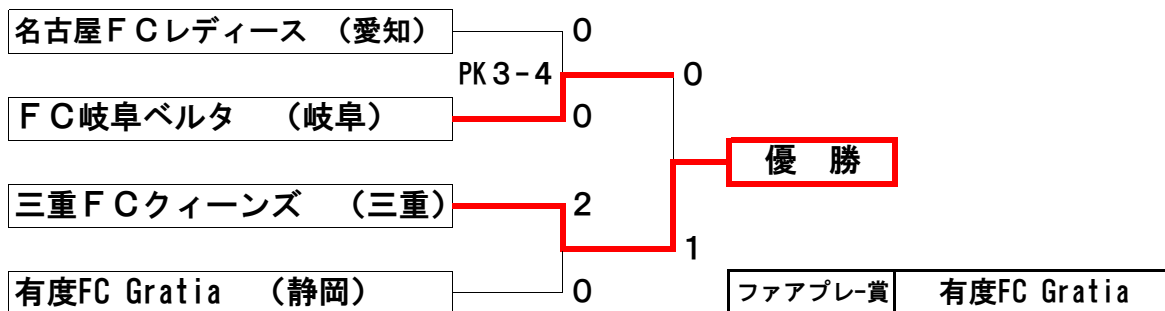 名古屋ＦＣレディース （愛知） 0
PK３-４ 0
ＦＣ岐阜ベルタ （岐阜） 0
優 勝
三重ＦＣクィーンズ （三重） 2
1
有度FC Gratia （静岡） 0
ファアプレ-賞 有度FC Gratia